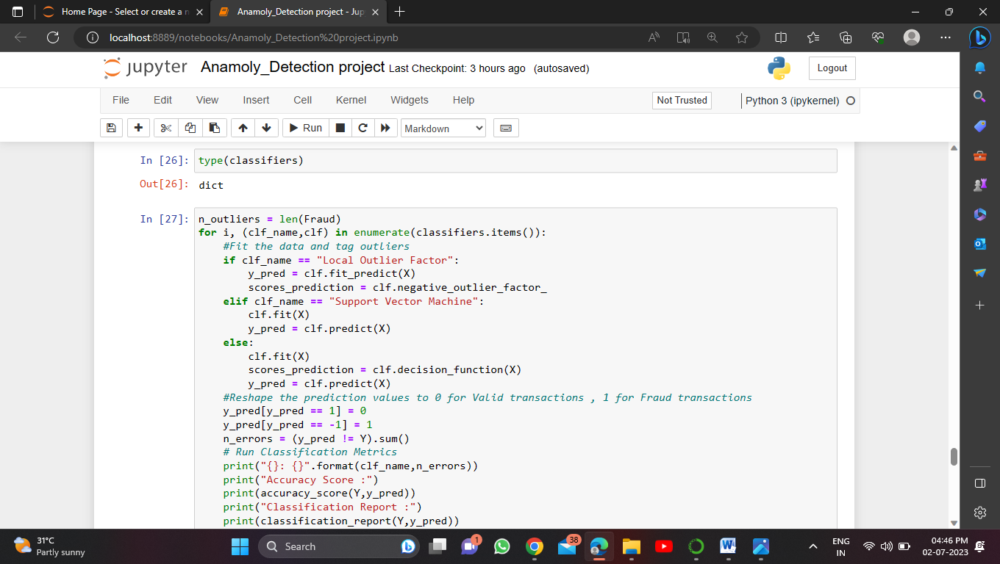 Home Page - Select or create a n
Anamoly_Detection project - Jup
localhost:8889/notebooks/Anamoly_Detection%20project.ipynb
jupyter Anamoly_Detection project Last Checkpoint: 3 hours ago (autosaved)
Logout
File Edit View Insert Cell Kernel Widgets Help
Not Trusted
Python 3 (ipykernel)
Run
Markdown
In [26]: type(classifiers)
Out[26]: dict
In [27]: n_outliers = len(Fraud)
for i, (clf_name,clf) in enumerate(classifiers.items()):
#Fit the data and tag outliers
if clf_name == "Local Outlier Factor":
y_pred = clf.fit_predict(X)
scores_prediction = clf.negative_outlier_factor_
elif clf_name == "Support Vector Machine":
clf.fit(X)
y_pred = clf.predict(X)
else:
clf.fit(X)
scores_prediction = clf.decision_function(X)
y_pred = clf.predict(X)
#Reshape the prediction values to 0 for Valid transactions , 1 for Fraud transactions
y_pred[y_pred == 1] = 0
y_pred[y_pred == -1] = 1
n_errors = (y_pred != Y).sum()
# Run Classification Metrics
print("{}: {}".format(clf_name,n_errors))
print("Accuracy Score :")
print(accuracy_score(Y,y_pred))
print("Classification Report :")
print(classification_report(Y,y_pred))
31°C
Partly sunny
Search
1
38
ENG
IN
04:46 PM
02-07-2023